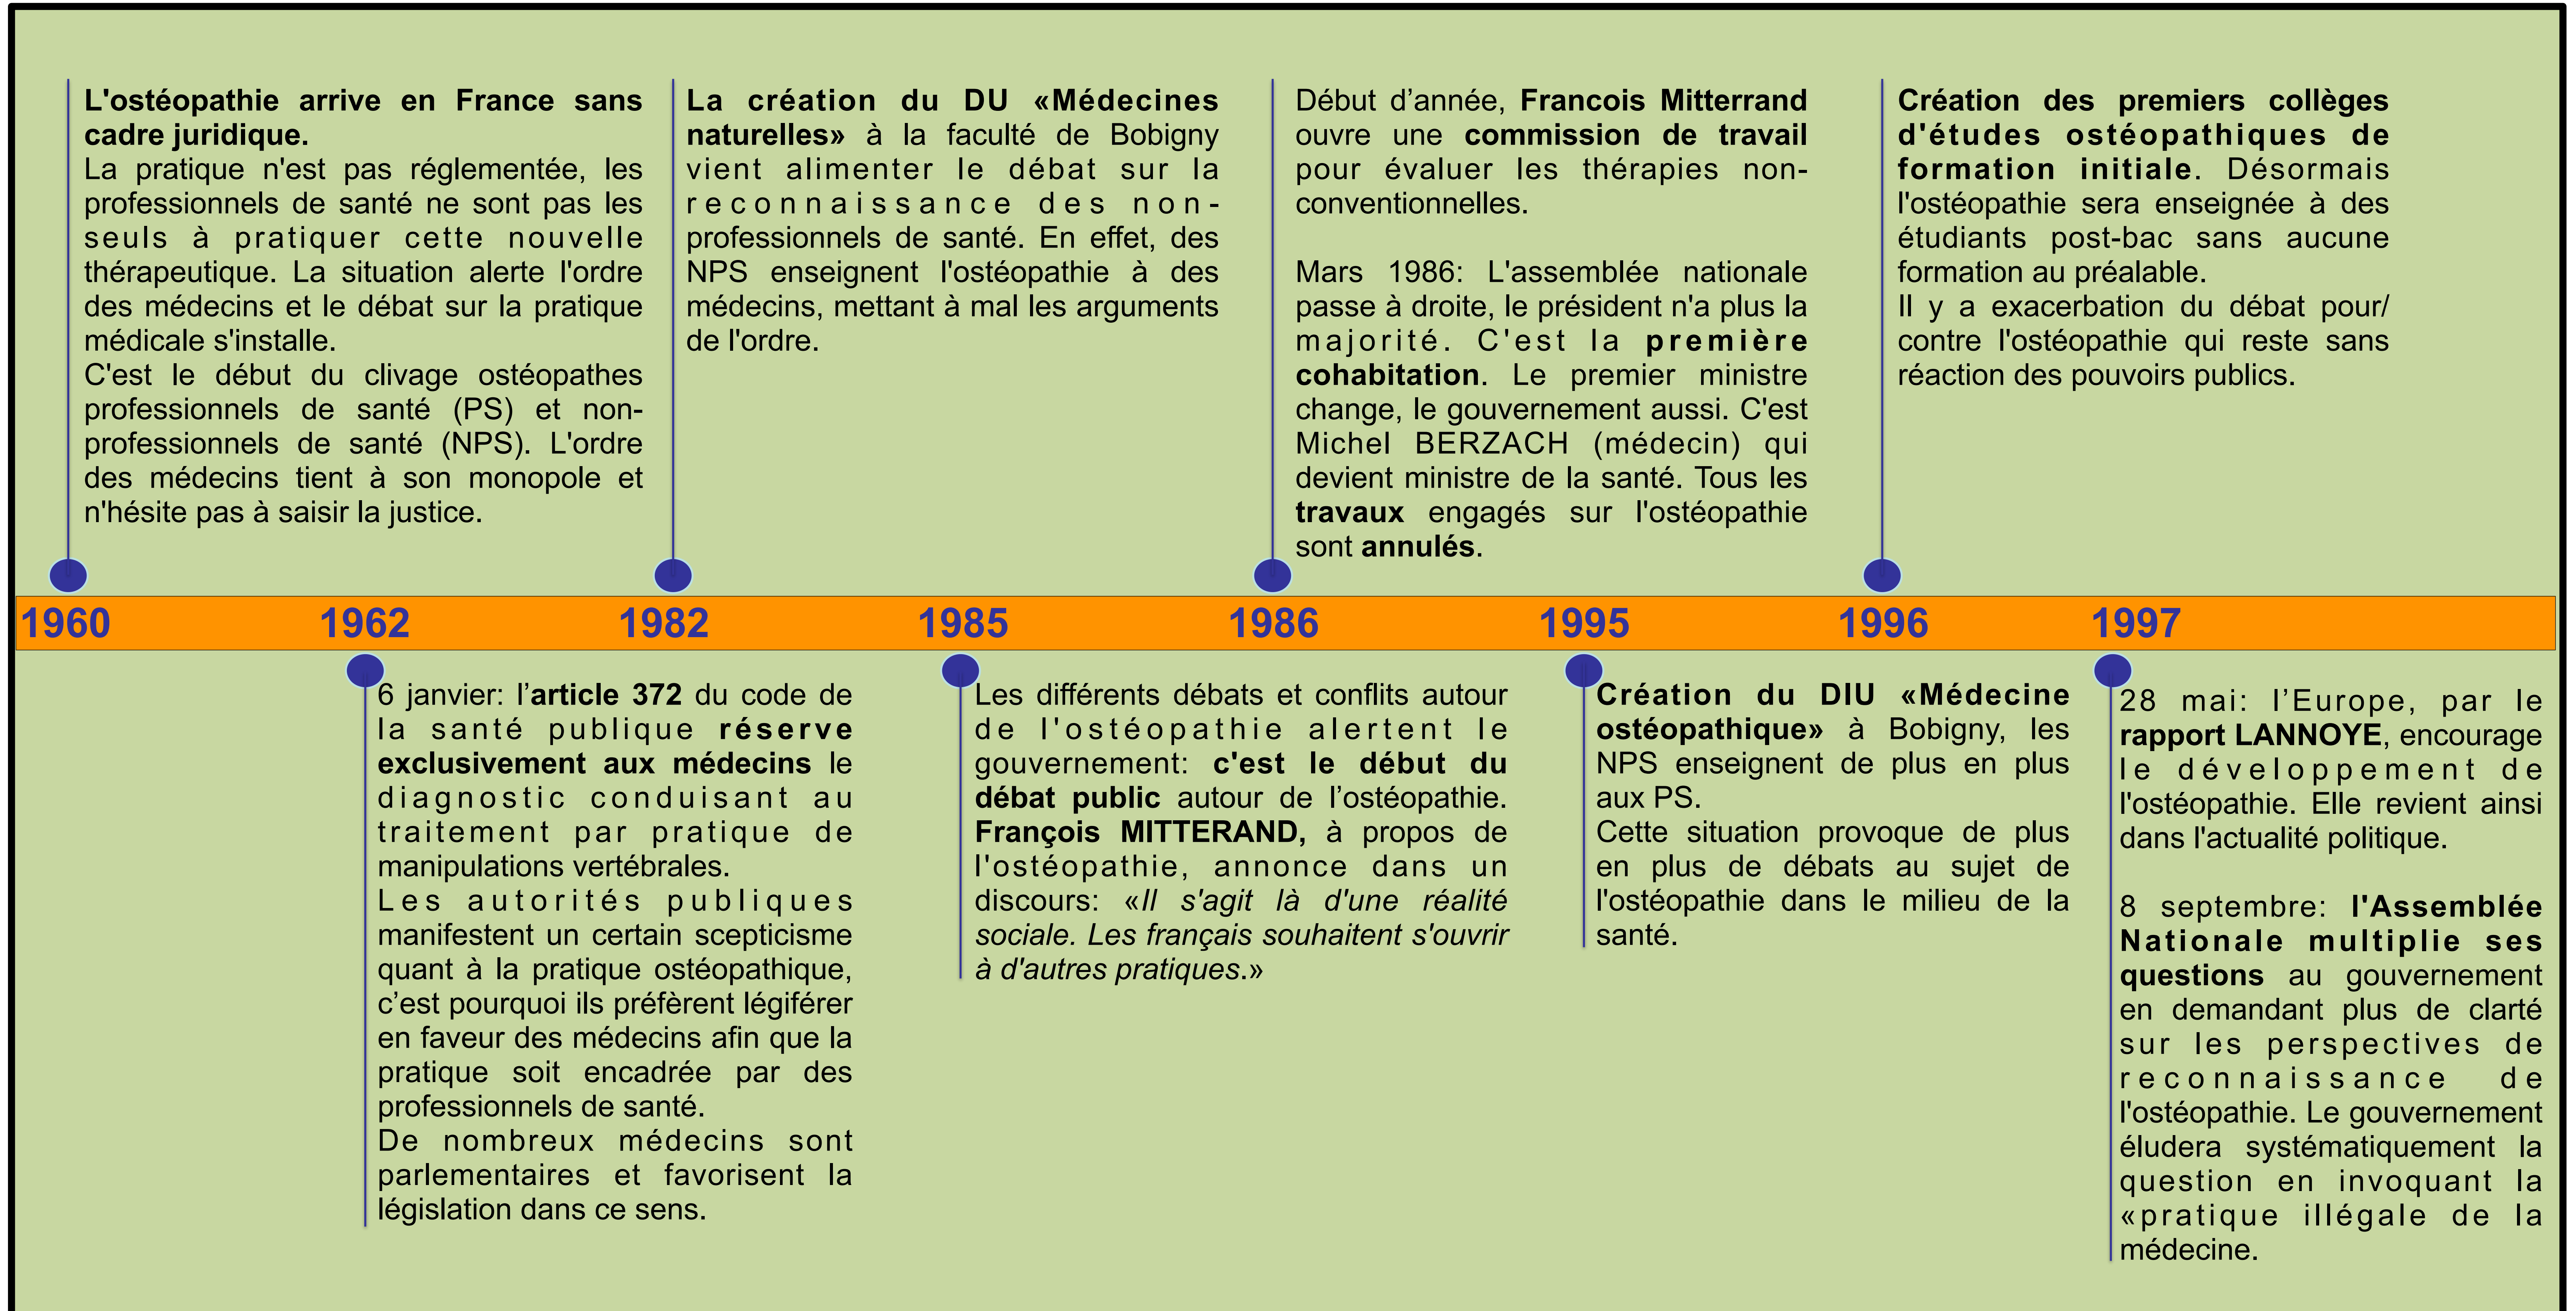 L'ostéopathie arrive en France sans
cadre juridique.
La pratique n'est pas réglementée, les
professionnels de santé ne sont pas les
seuls à pratiquer cette nouvelle
thérapeutique. La situation alerte l'ordre
des médecins et le débat sur la pratique
médicale s'installe.
C'est le début du clivage ostéopathes
professionnels de santé (PS) et non-
professionnels de santé (NPS). L'ordre
des médecins tient à son monopole et
n'hésite pas à saisir la justice.
La création du DU «Médecines
naturelles» à la faculté de Bobigny
vient alimenter le débat sur la
reconnaissance des non-
professionnels de santé. En effet, des
NPS enseignent l'ostéopathie à des
médecins, mettant à mal les arguments
de l'ordre.
Début d’année, Francois Mitterrand
ouvre une commission de travail
pour évaluer les thérapies non-
conventionnelles.
Mars 1986: L'assemblée nationale
passe à droite, le président n'a plus la
majorité. C'est la première
cohabitation. Le premier ministre
change, le gouvernement aussi. C'est
Michel BERZACH (médecin) qui
devient ministre de la santé. Tous les
travaux engagés sur l'ostéopathie
sont annulés.
Création des premiers collèges
d'études ostéopathiques de
formation initiale. Désormais
l'ostéopathie sera enseignée à des
étudiants post-bac sans aucune
formation au préalable.
Il y a exacerbation du débat pour/
contre l'ostéopathie qui reste sans
réaction des pouvoirs publics.
1960 1962 1982 1985 1986 1995 1996 1997
6 janvier: l’article 372 du code de
la santé publique réserve
exclusivement aux médecins le
diagnostic conduisant au
traitement par pratique de
manipulations vertébrales.
Les autorités publiques
manifestent un certain scepticisme
quant à la pratique ostéopathique,
c’est pourquoi ils préfèrent légiférer
en faveur des médecins afin que la
pratique soit encadrée par des
professionnels de santé.
De nombreux médecins sont
parlementaires et favorisent la
législation dans ce sens.
Les différents débats et conflits autour
de l'ostéopathie alertent le
gouvernement: c'est le début du
débat public autour de l’ostéopathie.
François MITTERAND, à propos de
l'ostéopathie, annonce dans un
discours: «Il s'agit là d'une réalité
sociale. Les français souhaitent s'ouvrir
à d'autres pratiques.»
Création du DIU «Médecine
ostéopathique» à Bobigny, les
NPS enseignent de plus en plus
aux PS.
Cette situation provoque de plus
en plus de débats au sujet de
l'ostéopathie dans le milieu de la
santé.
28 mai: l’Europe, par le
rapport LANNOYE, encourage
le développement de
l'ostéopathie. Elle revient ainsi
dans l'actualité politique.
8 septembre: l'Assemblée
Nationale multiplie ses
questions au gouvernement
en demandant plus de clarté
sur les perspectives de
reconnaissance de
l'ostéopathie. Le gouvernement
éludera systématiquement la
question en invoquant la
«pratique illégale de la
médecine.